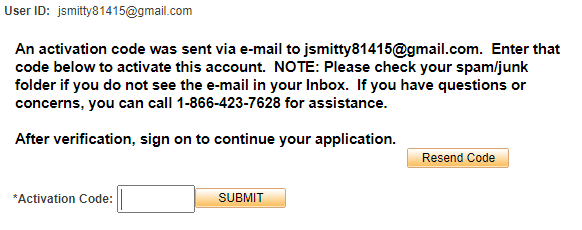 User ID: jsmitty81415@gmail.com
An activation code was sent via e-mail to jsmitty81415@gmail.com. Enter that
code below to activate this account. NOTE: Please check your spam/junk
folder if you do not see the e-mail in your Inbox. If you have questions or
concerns, you can call 1-866-423-7628 for assistance.
After verification, sign on to continue your application.
Resend Code
*Activation Code: SUBMIT